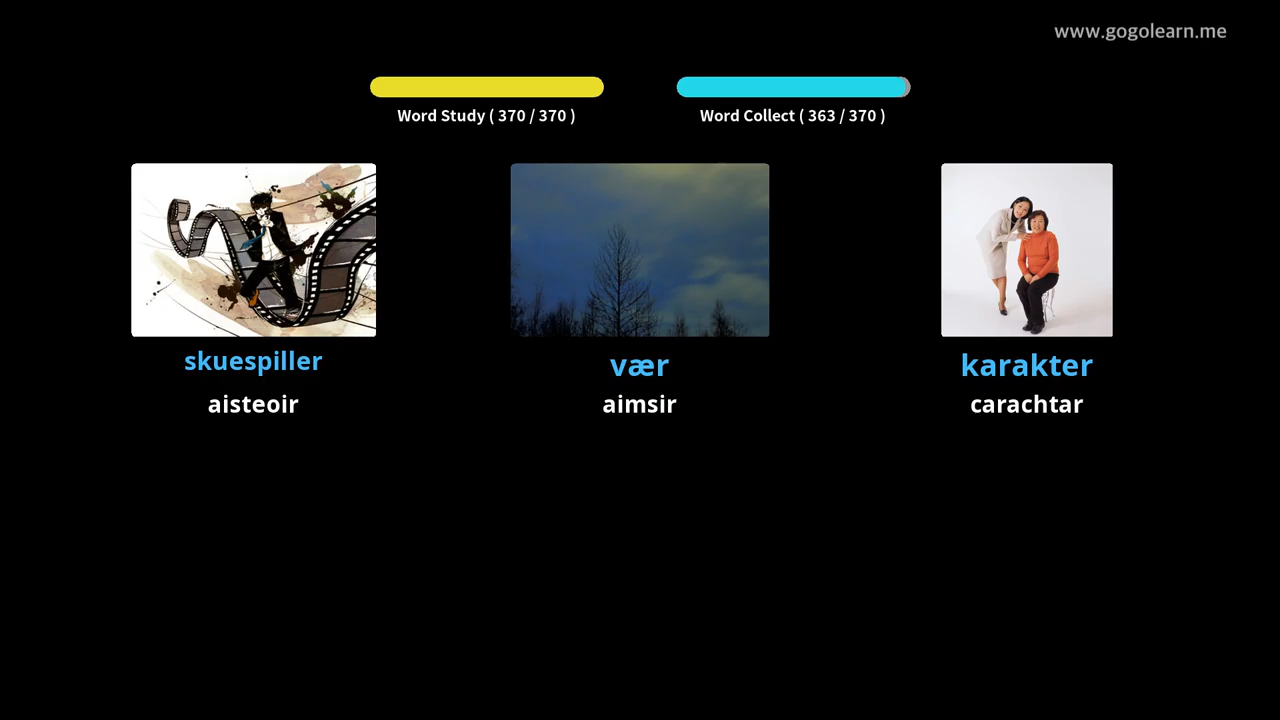 www.gogolearn.me
Word Study ( 370 / 370 )
Word Collect ( 363 / 370 )
skuespiller
vær
karakter
aisteoir
aimsir
carachtar